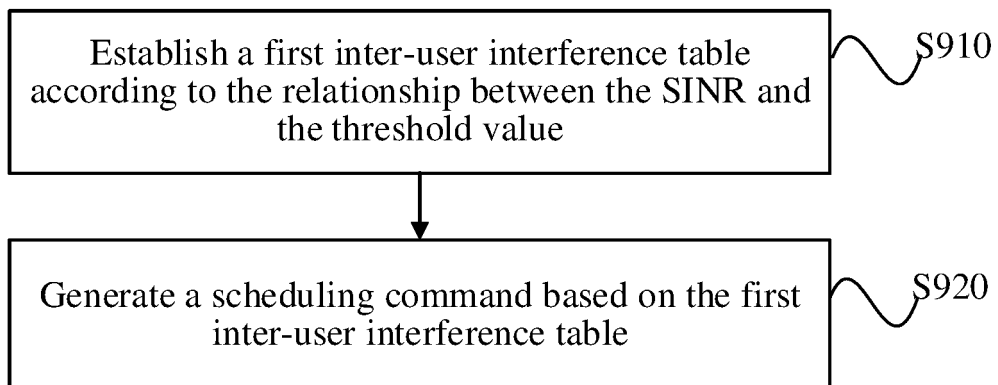 Establish a first inter-user interference table
according to the relationship between the SINR and
the threshold value
S910
Generate a scheduling command based on the first
inter-user interference table
S920